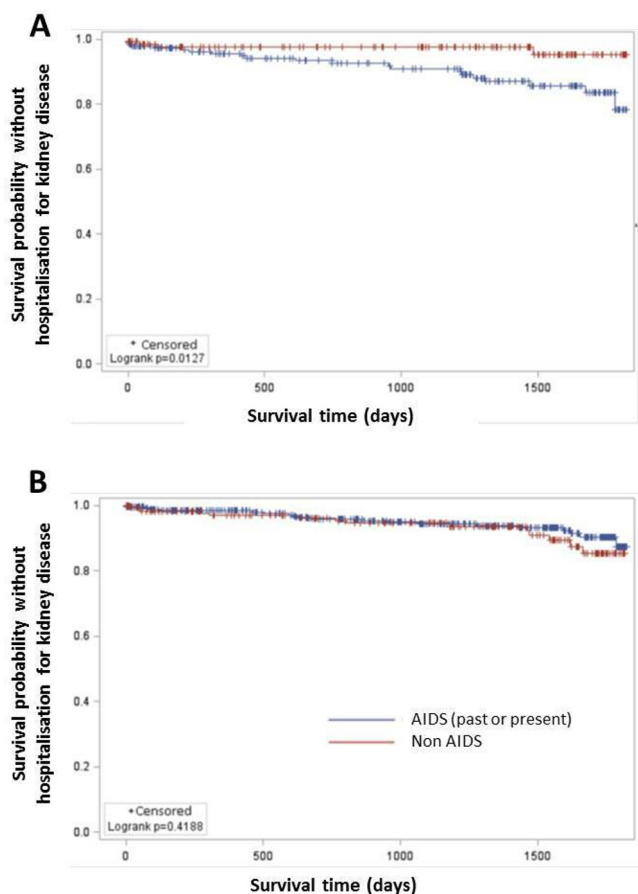 A
Survival probability without
hospitalisation for kidney disease
1.0
0.8
0.6
0.4
0.2
0.0
+ Censored
Logrank p=0.0127
0 500 1000 1500
Survival time (days)
B
Survival probability without
hospitalisation for kidney disease
1.0
0.8
0.6
0.4
0.2
0.0
AIDS (past or present)
Non AIDS
+Censored
Logrank p=0.4188
0 500 1000 1500
Survival time (days)